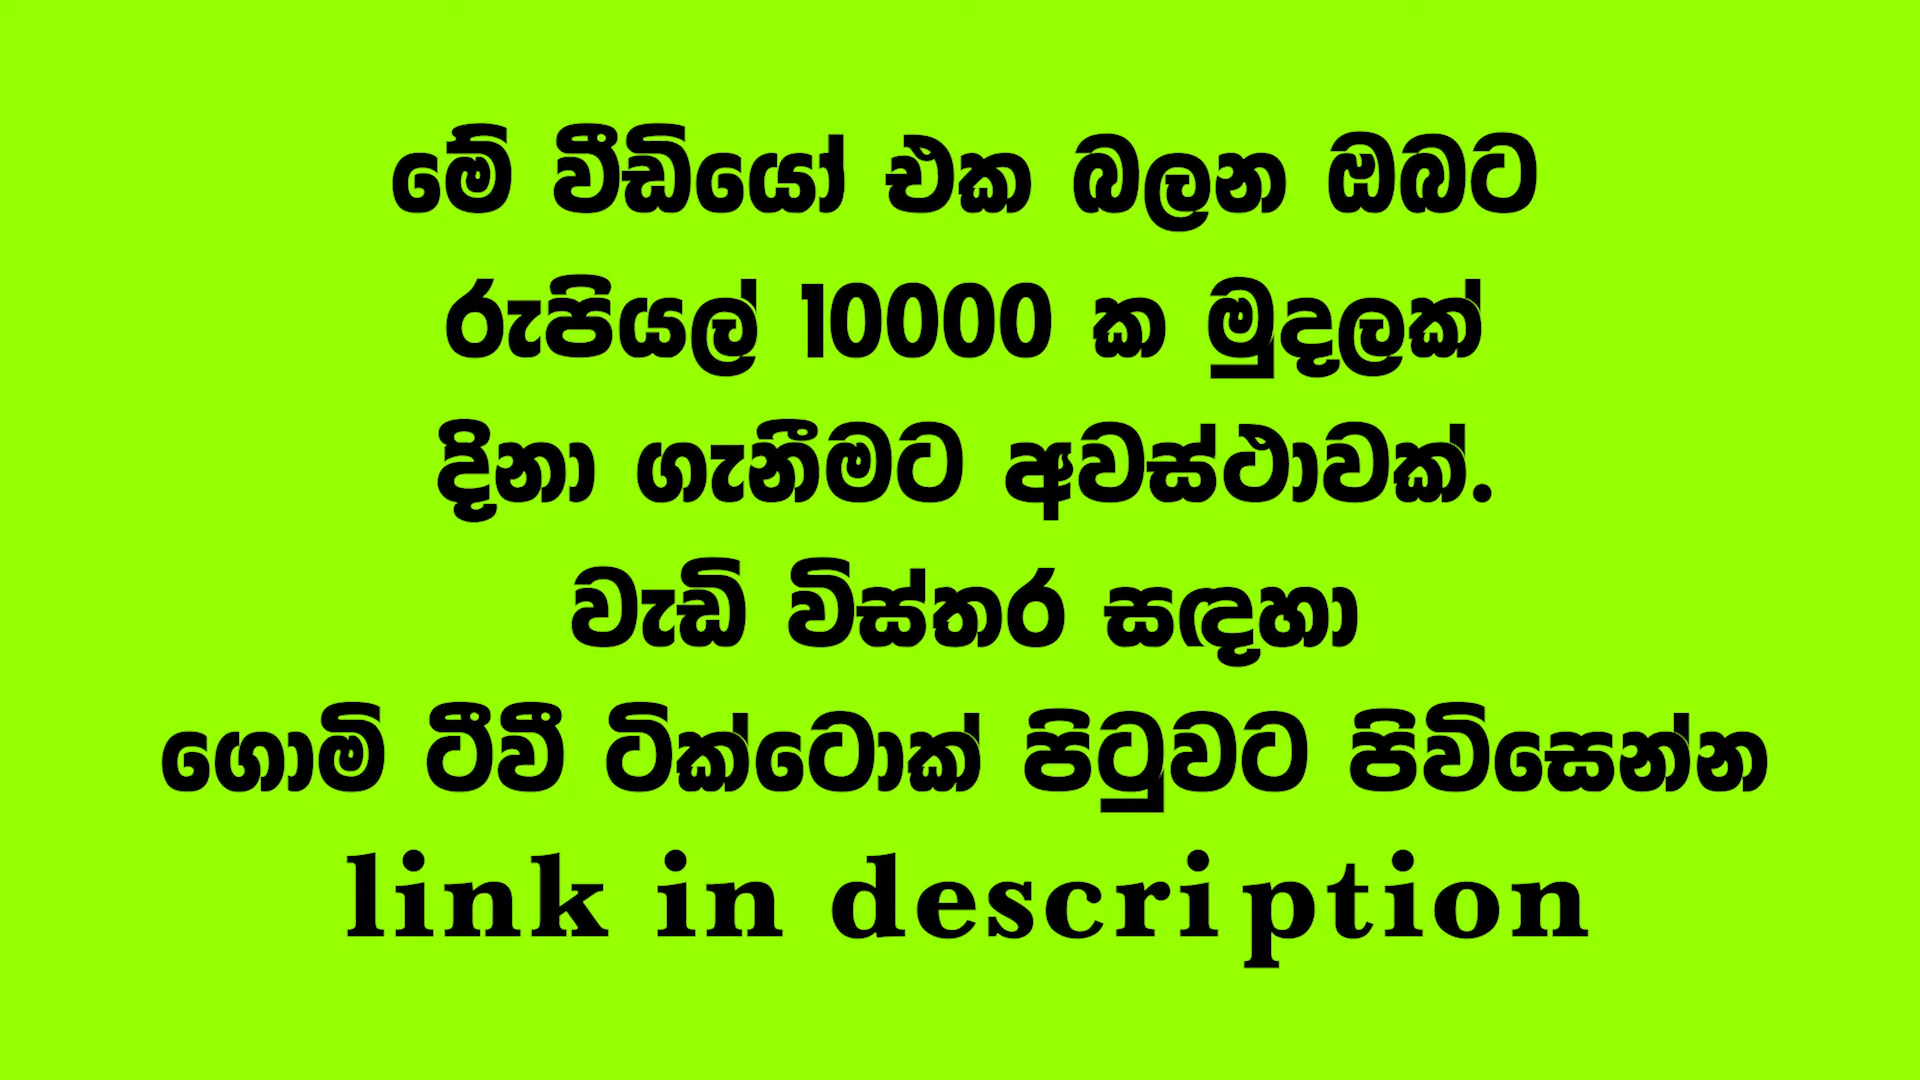 මේ වීඩියෝ එක බලන ඔබට
රුපියල් 10000 ක මුදලක්
දිනා ගැනීමට අවස්ථාවක්.
වැඩි විස්තර සඳහා
ගොමි ටීවී ටික්ටොක් පිටුවට පිවිසෙන්න
link in description